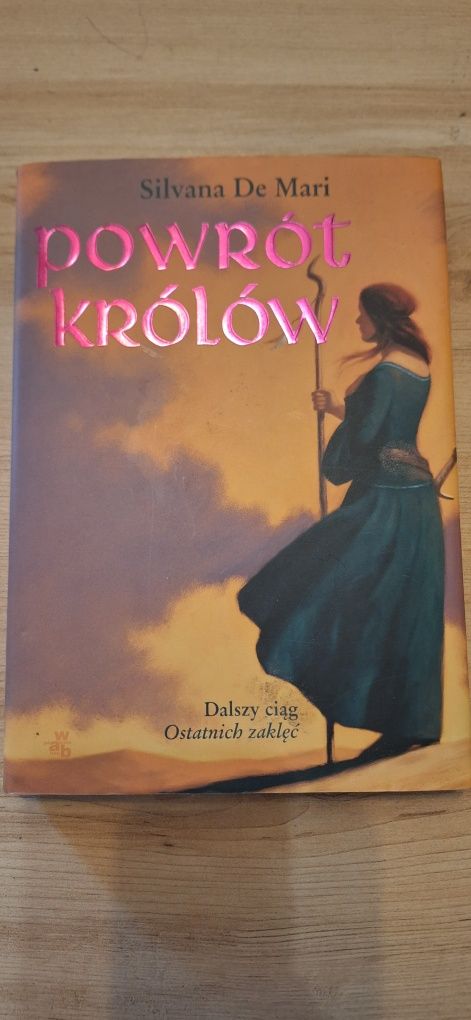 Silvana De Mari
powrót
królów
Dalszy ciąg
Ostatnich zaklęć
w
a b